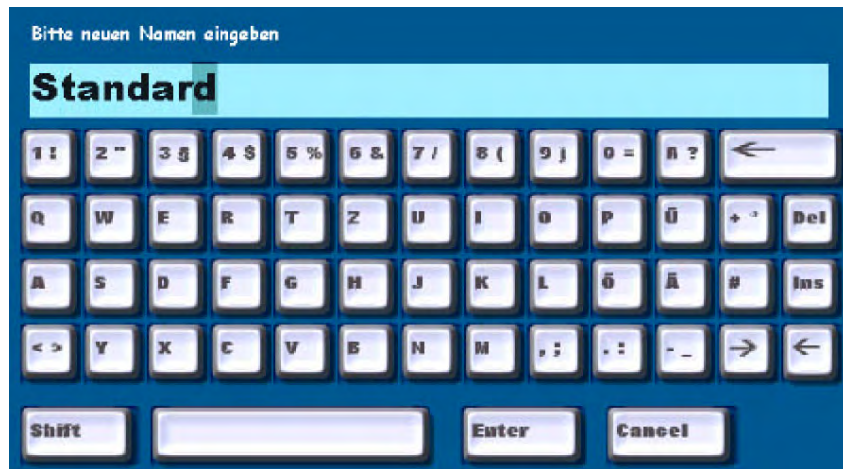 Bitte neuen Namen eingeben
Standard
1 ! 2 " 3 § 4 $ 5 % 6 & 7 / 8 ( 9 ) 0 = ß ? ←
Q W E R T Z U I O P Ü + * Del
A S D F G H J K L Ö Ä # Ins
< > Y X C V B N M , ; . : - _ → ←
Shift Enter Cancel